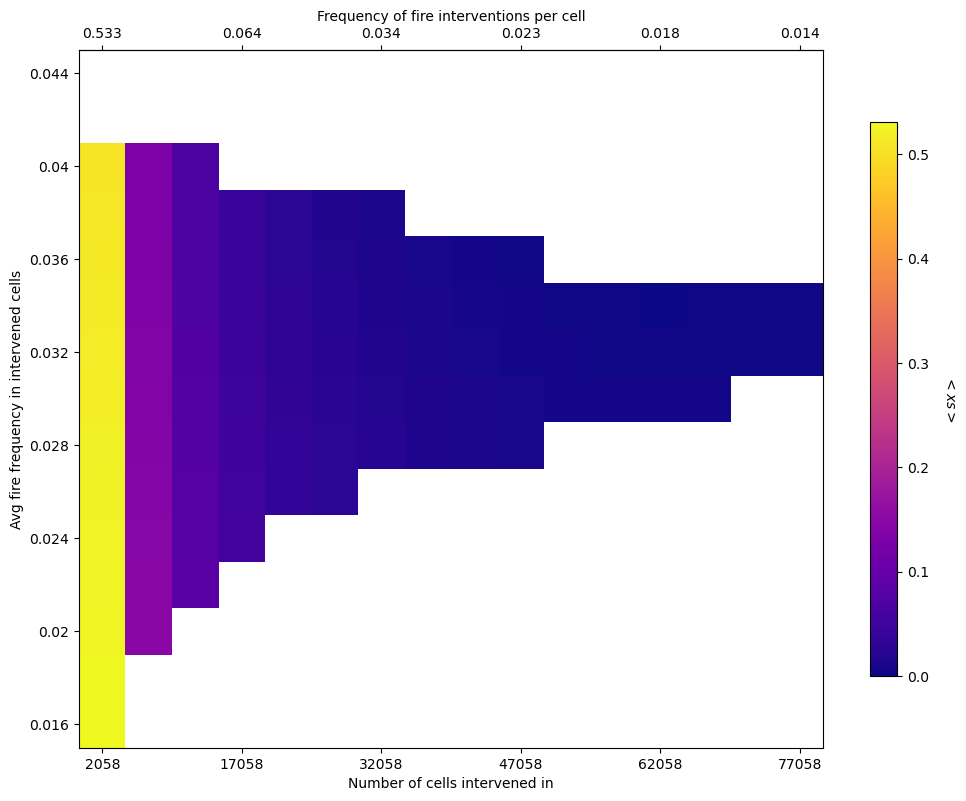 Frequency of fire interventions per cell
0.533 0.064 0.034 0.023 0.018 0.014
0.044
0.04
0.036
0.032
0.028
0.024
0.02
0.016
Avg fire frequency in intervened cells
2058 17058 32058 47058 62058 77058
Number of cells intervened in
0.5
0.4
0.3
0.2
0.1
0.0
< xs >